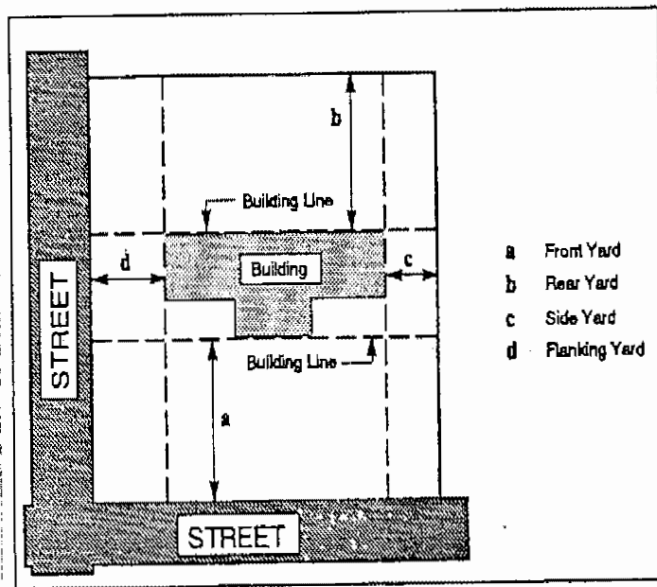 b
Building Line
d
Building
c
STREET
Building Line
a
STREET
a Front Yard
b Rear Yard
c Side Yard
d Flanking Yard